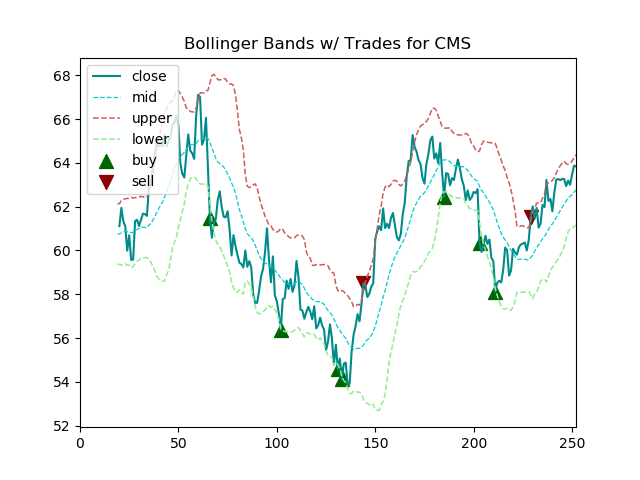 Bollinger Bands w/ Trades for CMS
close
mid
upper
lower
buy
sell
68
66
64
62
60
58
56
54
52
0 50 100 150 200 250